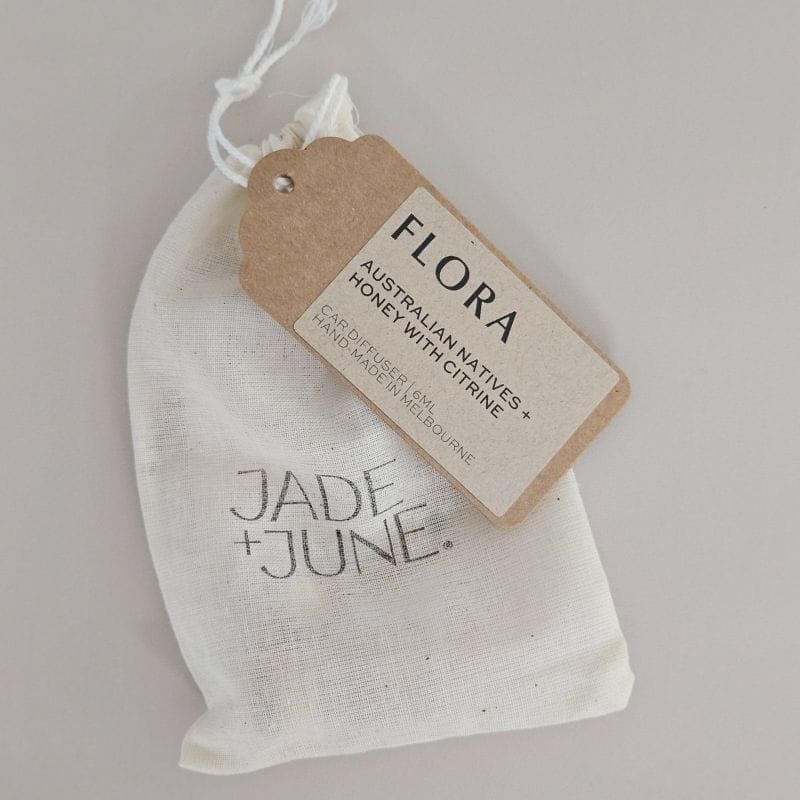 FLORA
AUSTRALIAN NATIVES +
HONEY WITH CITRINE
CAR DIFFUSER | 6ML
HAND-MADE IN MELBOURNE
JADE
+JUNE®